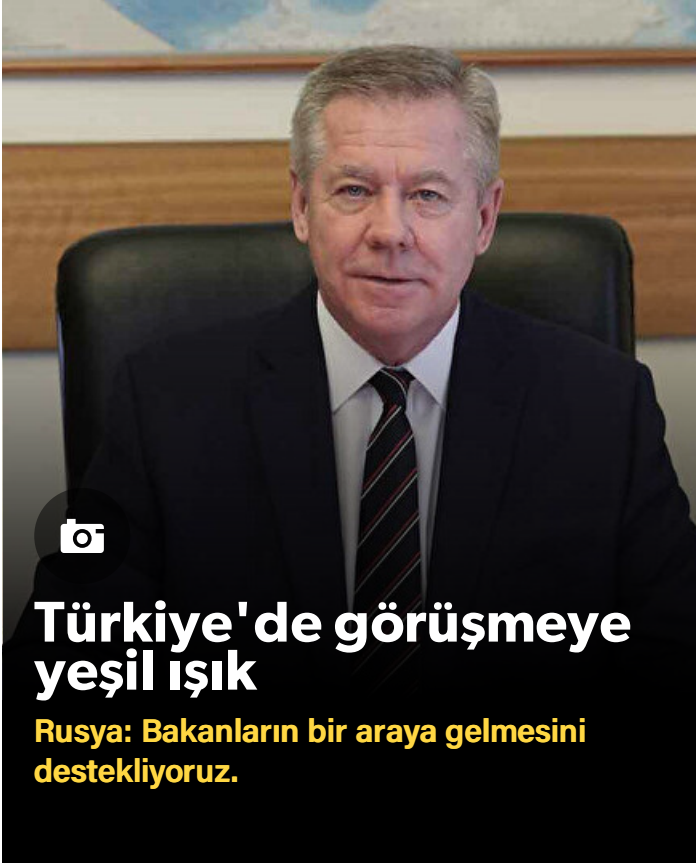 Türkiye'de görüşmeye
yeşil ışık
Rusya: Bakanların bir araya gelmesini
destekliyoruz.